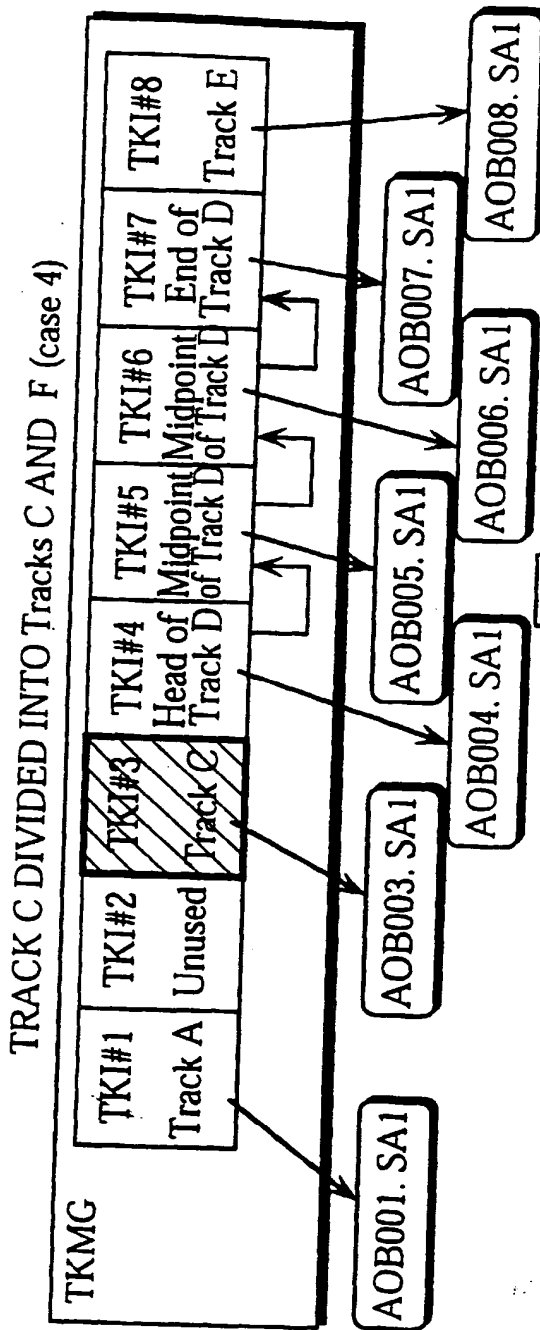 TRACK C DIVIDED INTO Tracks C AND F (case 4)
TKMG
TKI#1
Track A
TKI#2
Unused
TKI#3
Track C
TKI#4
Head of
Track D
TKI#5
Midpoint
of Track D
TKI#6
Midpoint
of Track D
TKI#7
End of
Track D
TKI#8
Track E
AOB001. SA1
AOB003. SA1
AOB004. SA1
AOB005. SA1
AOB006. SA1
AOB007. SA1
AOB008. SA1